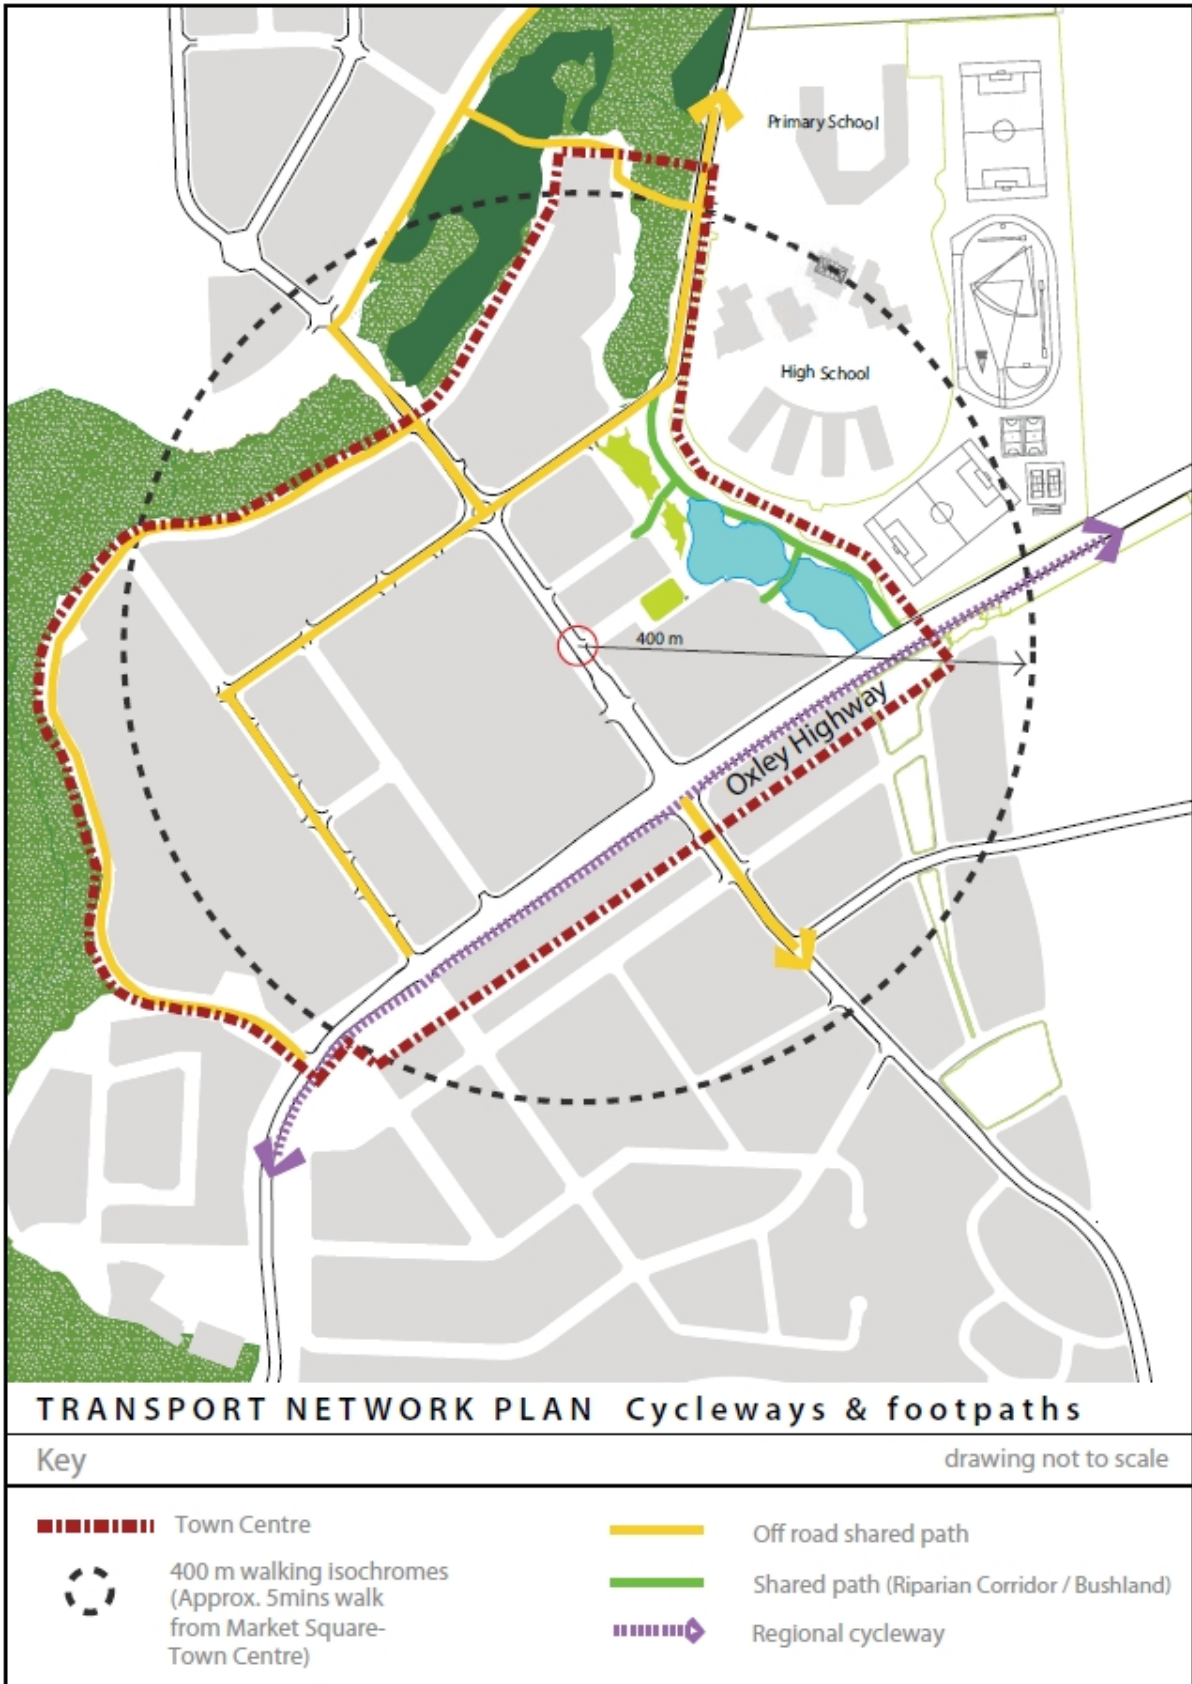 Primary School
High School
400 m
Oxley Highway
TRANSPORT NETWORK PLAN Cycleways & footpaths
Key
drawing not to scale
Town Centre
400 m walking isochromes
(Approx. 5mins walk
from Market Square-
Town Centre)
Off road shared path
Shared path (Riparian Corridor / Bushland)
Regional cycleway